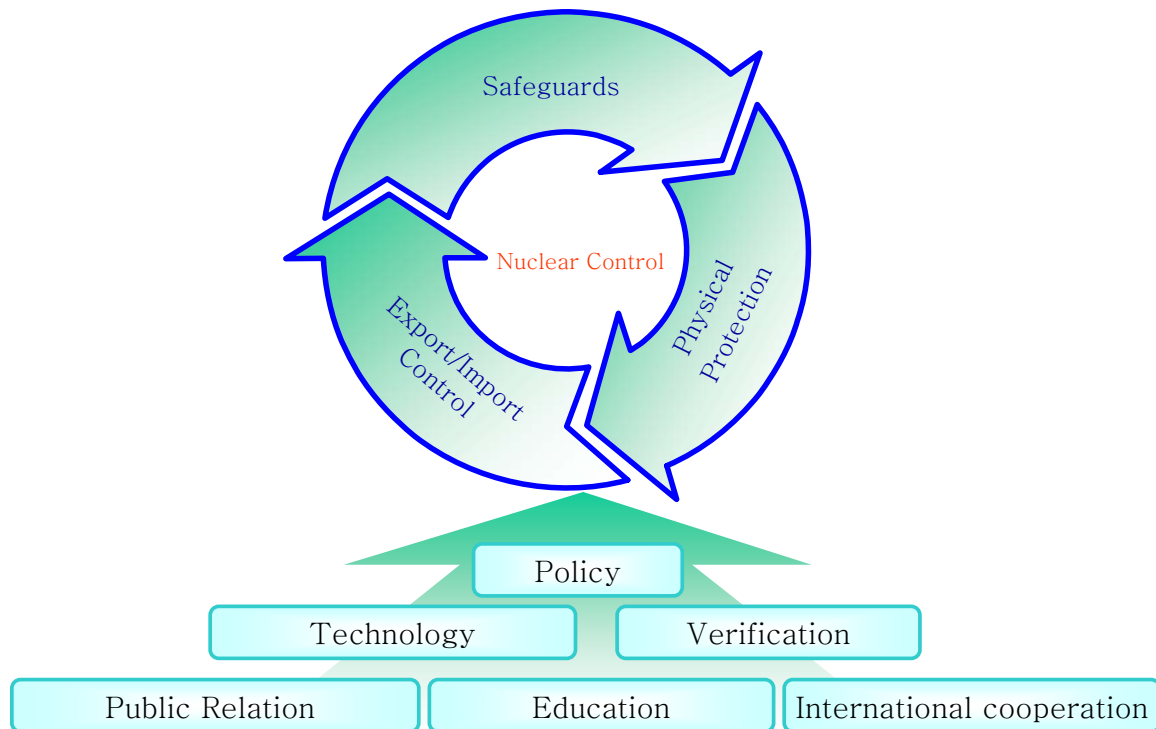 Safeguards
Nuclear Control
Physical
Protection
Export/Import
Control
Policy
Technology
Verification
Public Relation
Education
International cooperation